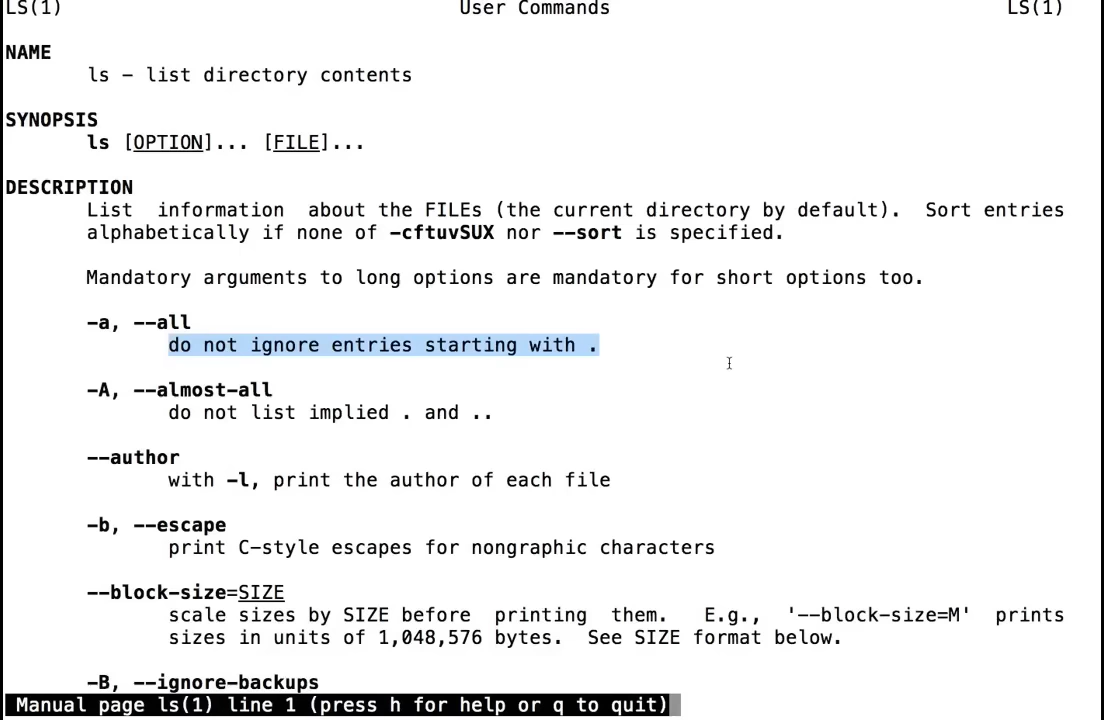 LS(1) User Commands LS(1)
NAME
ls - list directory contents
SYNOPSIS
ls [OPTION]... [FILE]...
DESCRIPTION
List information about the FILEs (the current directory by default). Sort entries
alphabetically if none of -cftuvSUX nor --sort is specified.
Mandatory arguments to long options are mandatory for short options too.
-a, --all
do not ignore entries starting with .
-A, --almost-all
do not list implied . and ..
--author
with -l, print the author of each file
-b, --escape
print C-style escapes for nongraphic characters
--block-size=SIZE
scale sizes by SIZE before printing them. E.g., '--block-size=M' prints
sizes in units of 1,048,576 bytes. See SIZE format below.
-B, --ignore-backups
Manual page ls(1) line 1 (press h for help or q to quit)